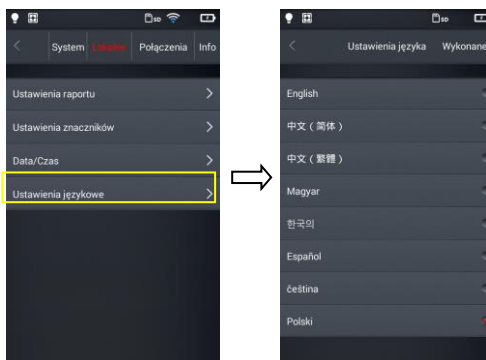 System Lokalne Połączenia Info
Ustawienia raportu
Ustawienia znaczników
Data/Czas
Ustawienia językowe
Ustawienia języka Wykonane
English
中文（简体）
中文（繁體）
Magyar
한국의
Español
čeština
Polski